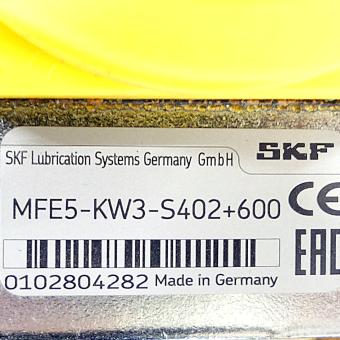 SKF Lubrication Systems Germany GmbH SKF
MFE5-KW3-S402+600 CE
EAC
0102804282 Made in Germany